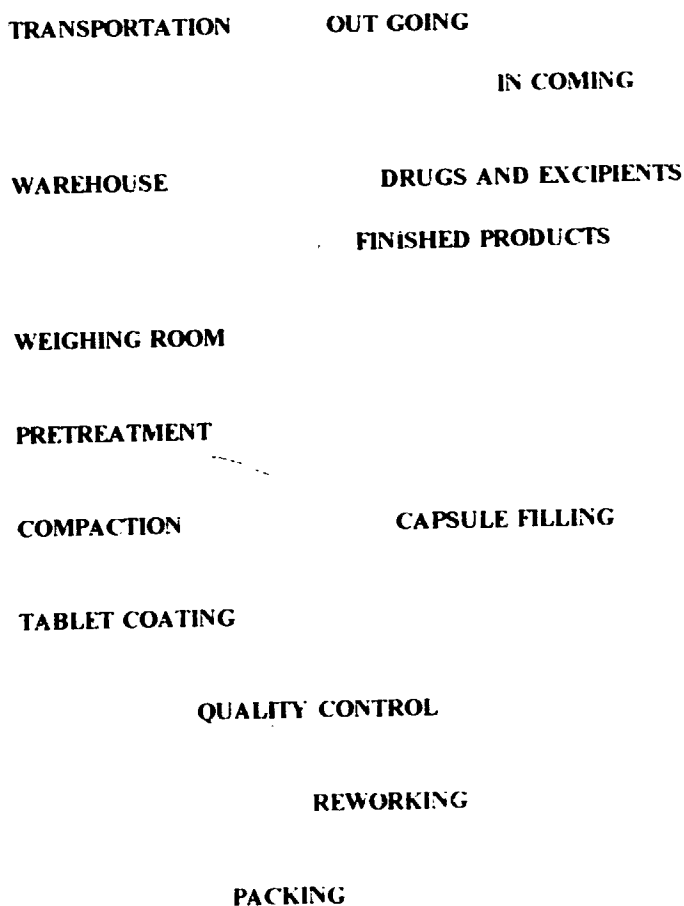 TRANSPORTATION OUT GOING
IN COMING
WAREHOUSE DRUGS AND EXCIPIENTS
FINISHED PRODUCTS
WEIGHING ROOM
PRETREATMENT
COMPACTION CAPSULE FILLING
TABLET COATING
QUALITY CONTROL
REWORKING
PACKING